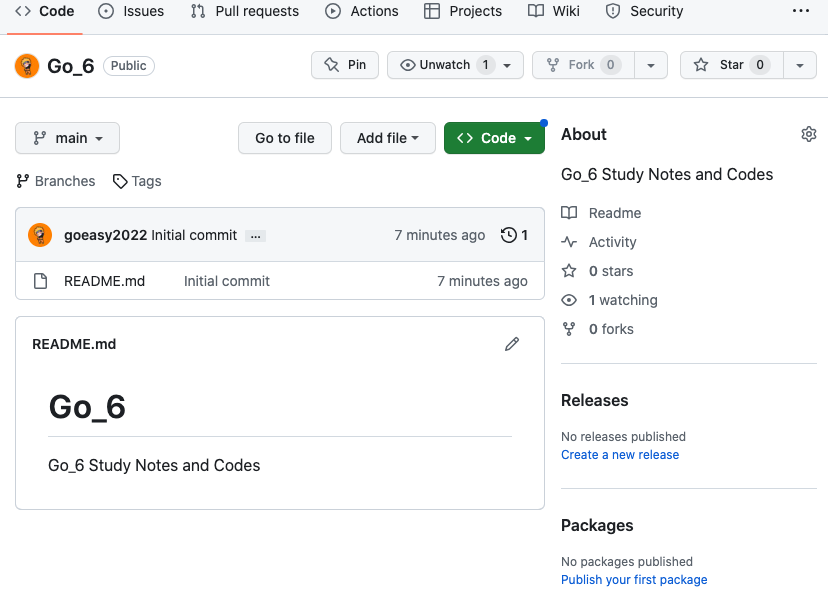 Code Issues Pull requests Actions Projects Wiki Security ...
Go_6 Public Pin Unwatch 1 Fork 0 Star 0
main Go to file Add file Code
Branches Tags
goeasy2022 Initial commit ... 7 minutes ago 1
README.md Initial commit 7 minutes ago
README.md
Go_6
Go_6 Study Notes and Codes
About
Go_6 Study Notes and Codes
Readme
Activity
0 stars
1 watching
0 forks
Releases
No releases published
Create a new release
Packages
No packages published
Publish your first package